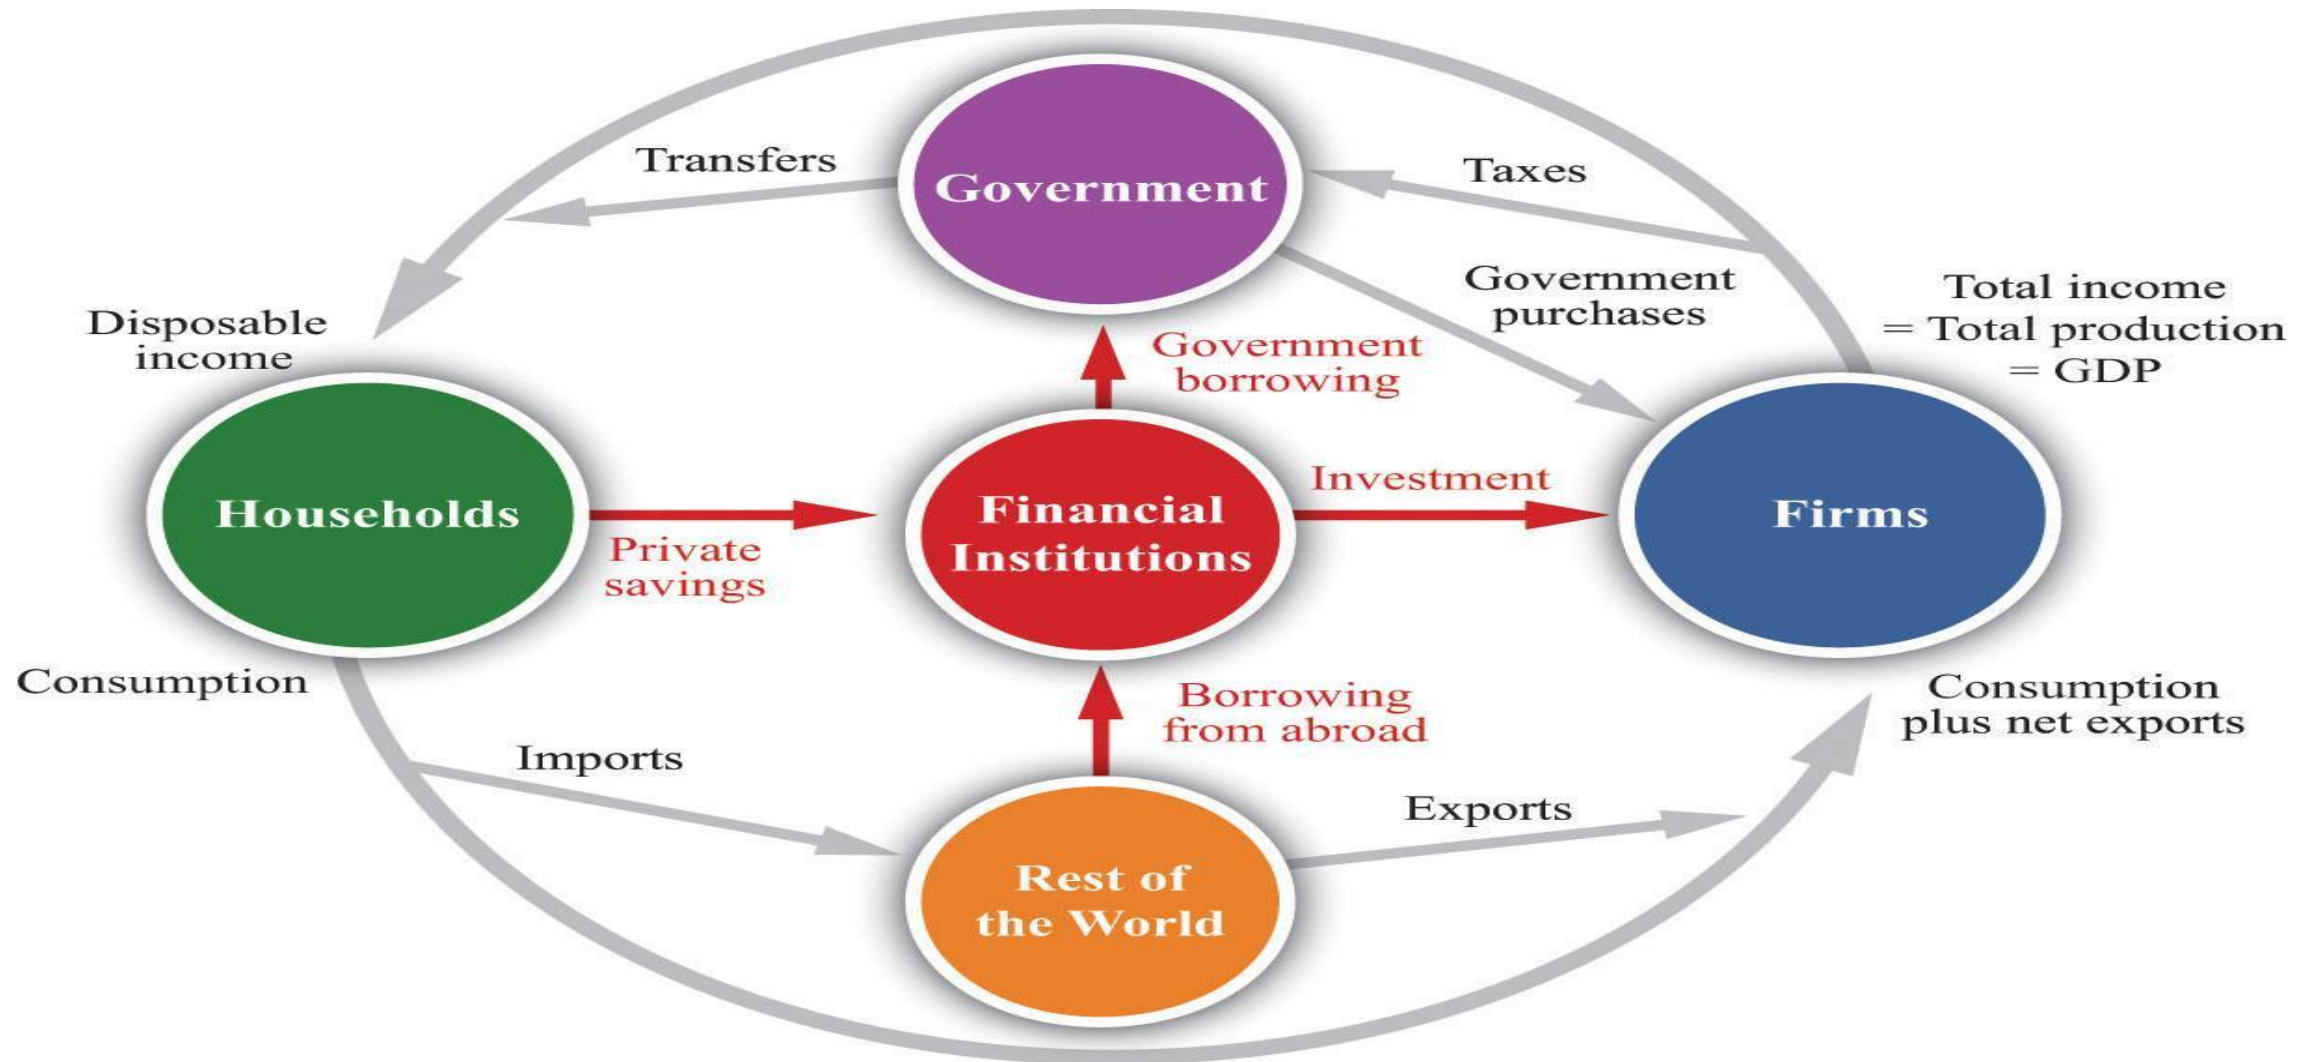 Transfers
Government
Taxes
Government
purchases
Total income
= Total production
= GDP
Disposable
income
Government
borrowing
Households
Private
savings
Financial
Institutions
Investment
Firms
Consumption
Borrowing
from abroad
Consumption
plus net exports
Imports
Exports
Rest of
the World